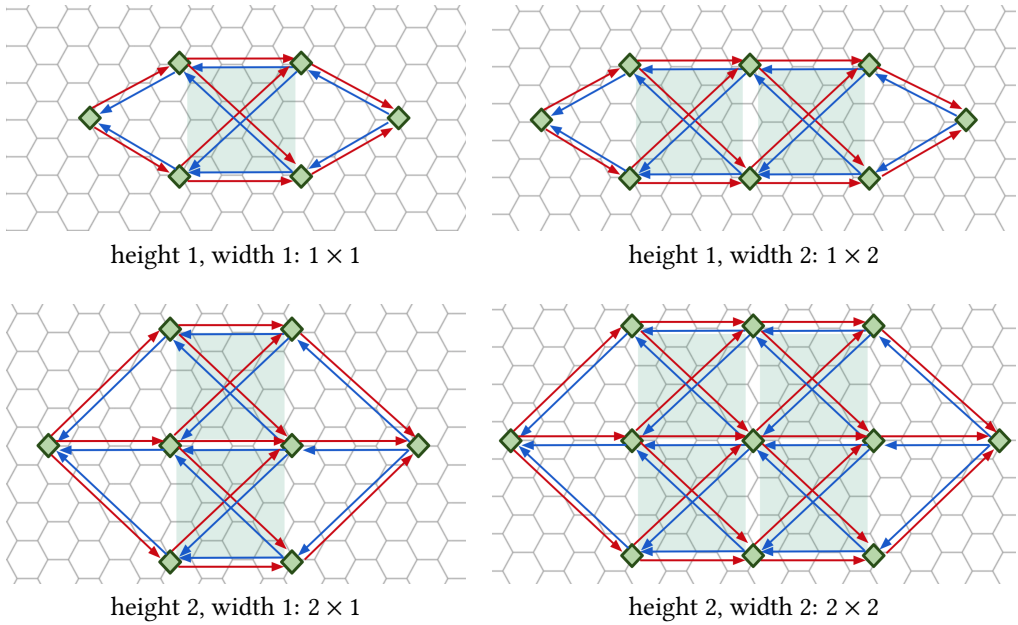 height 1, width 1: 1 × 1
height 1, width 2: 1 × 2
height 2, width 1: 2 × 1
height 2, width 2: 2 × 2